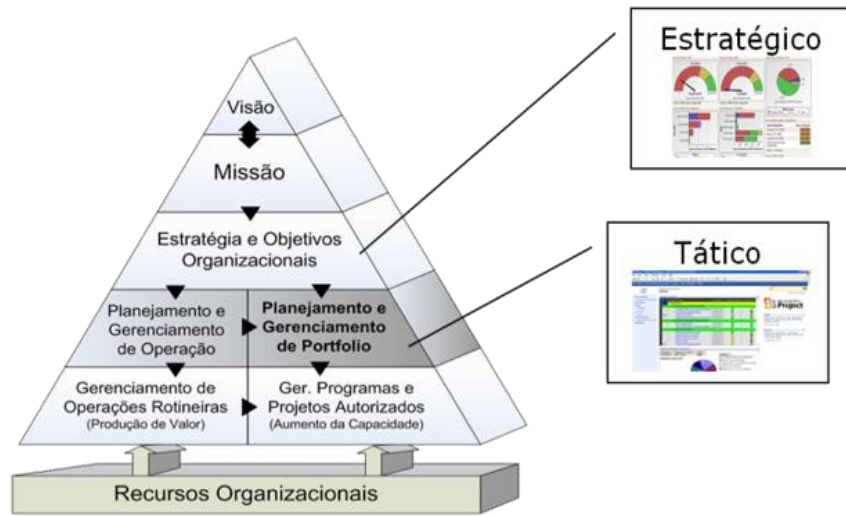 Visão
Missão
Estratégia e Objetivos
Organizacionais
Planejamento e
Gerenciamento
de Operação
Planejamento e
Gerenciamento
de Portfolio
Gerenciamento de
Operações Rotineiras
(Produção de Valor)
Ger. Programas e
Projetos Autorizados
(Aumento da Capacidade)
Recursos Organizacionais
Estratégico
Tático
Project